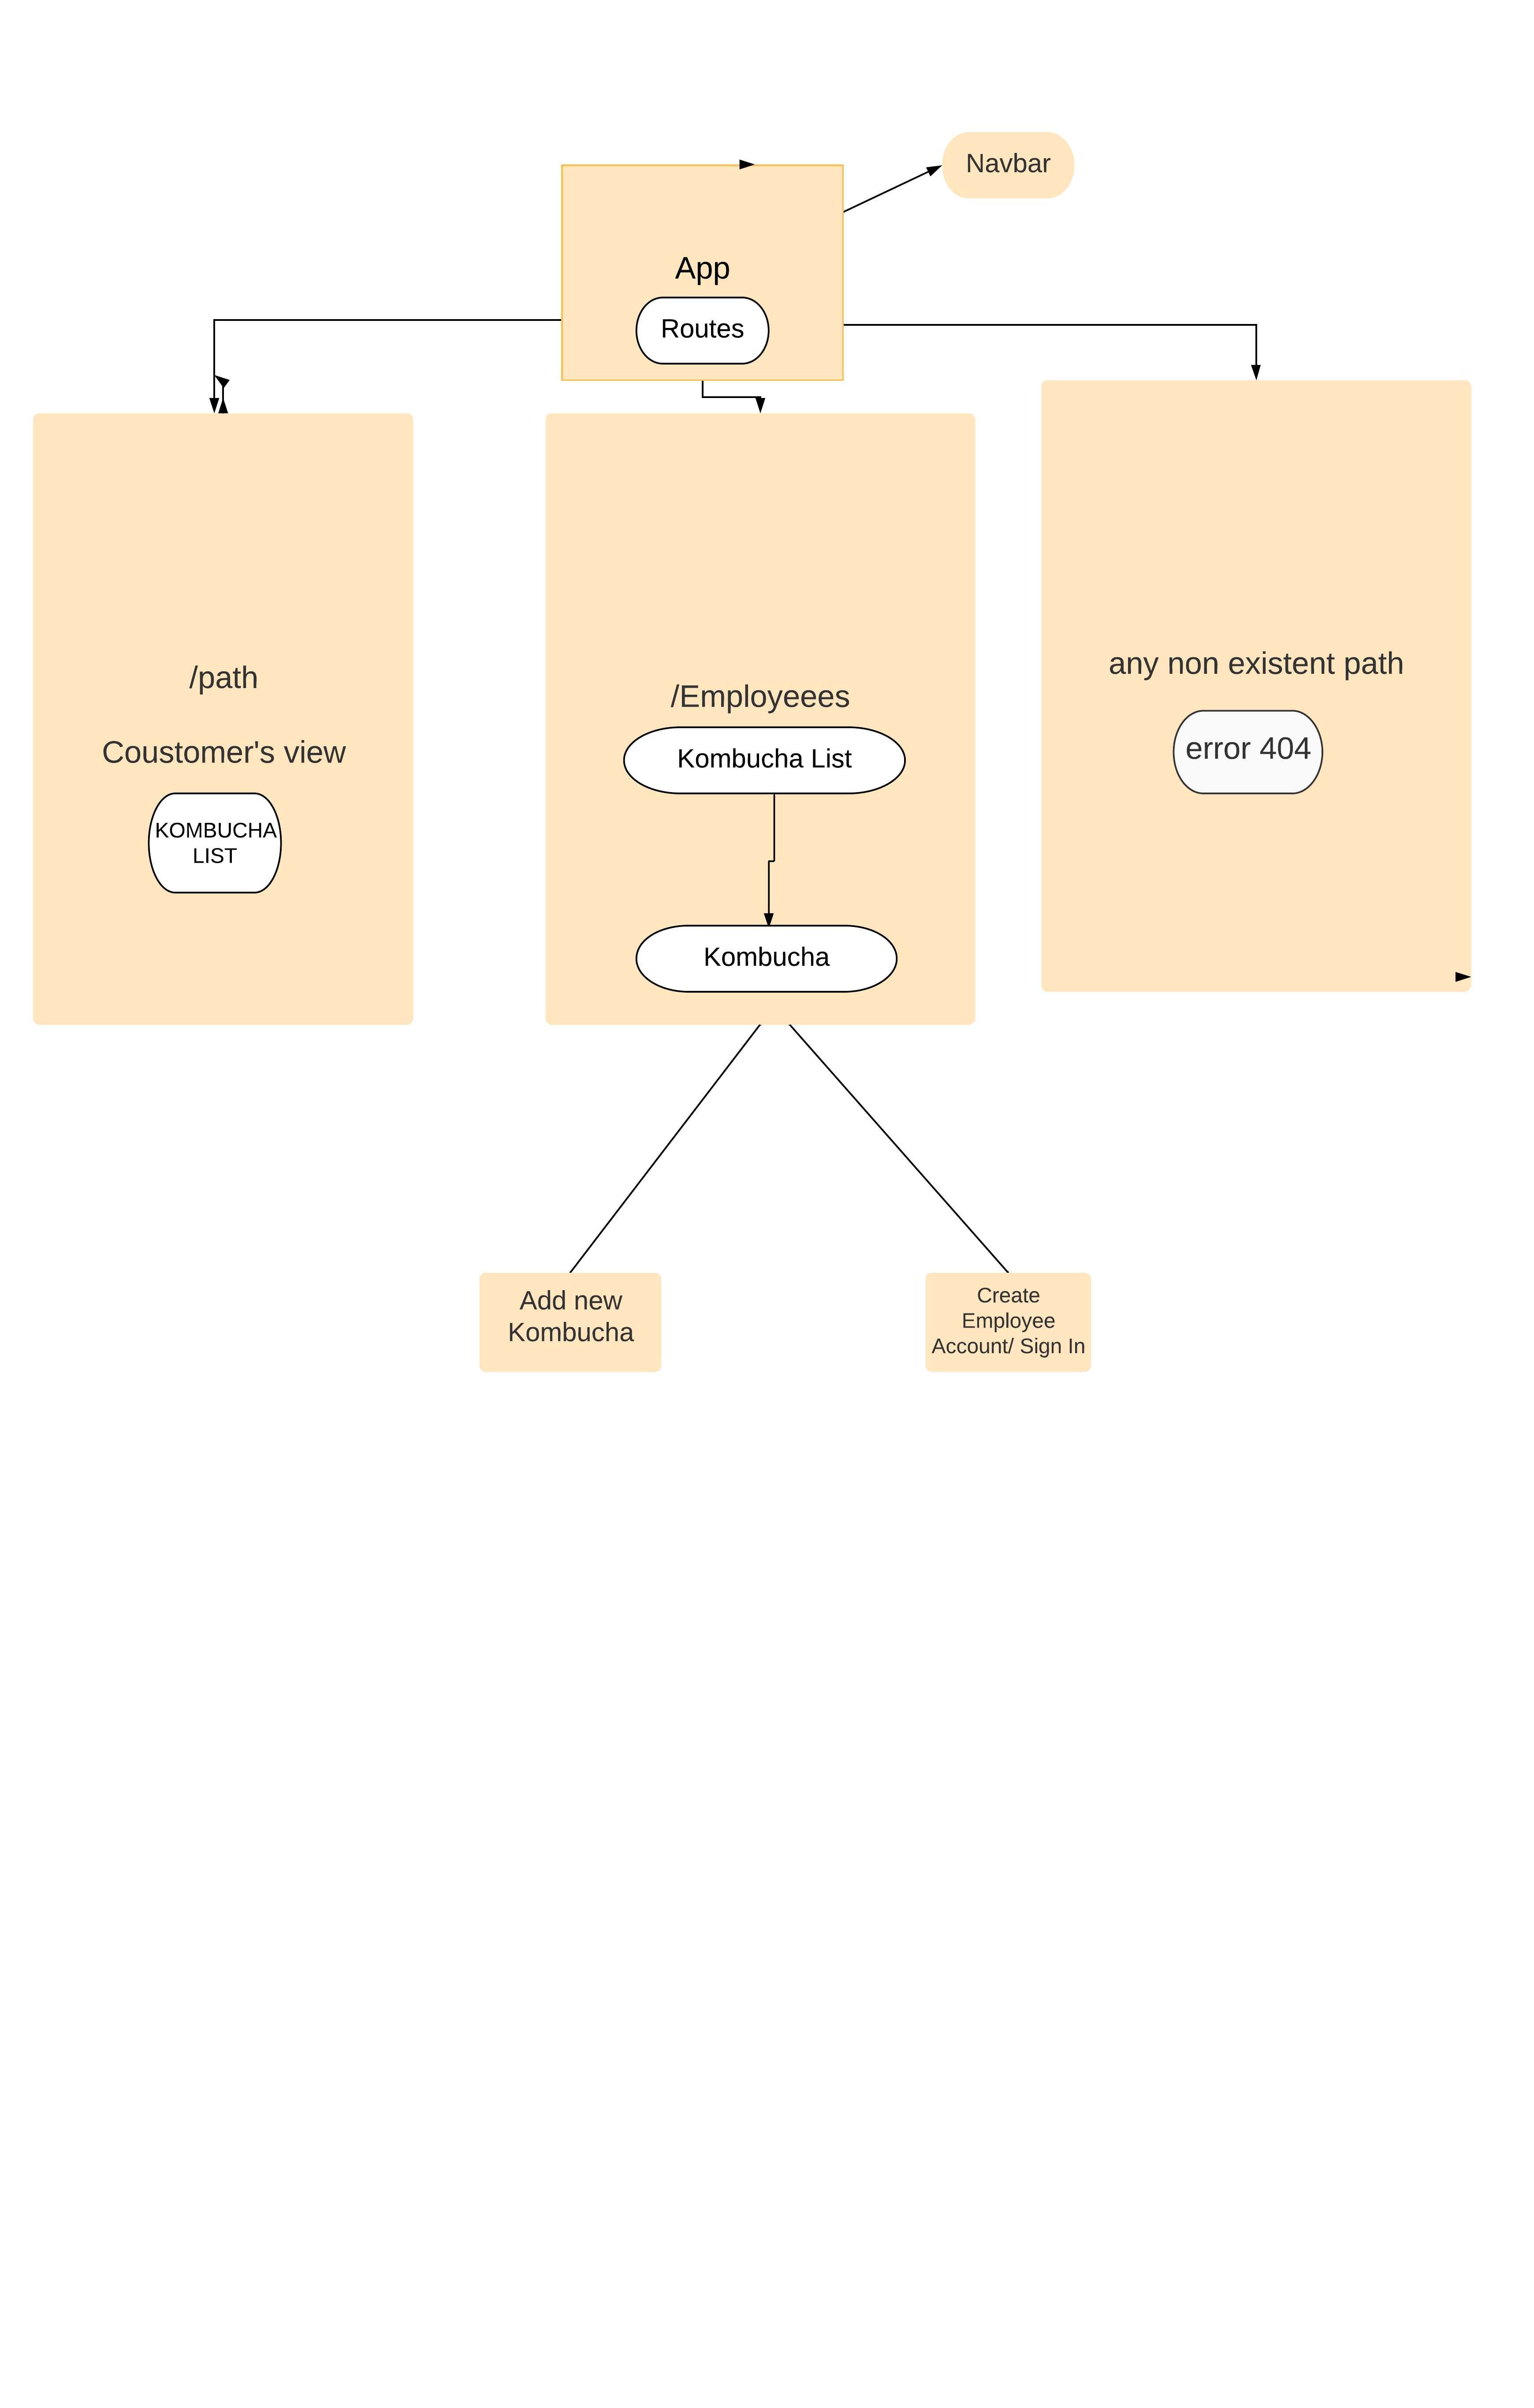 Navbar
App
Routes
/path
Coustomer's view
KOMBUCHA
LIST
/Employeees
Kombucha List
Kombucha
any non existent path
error 404
Add new
Kombucha
Create
Employee
Account/ Sign In